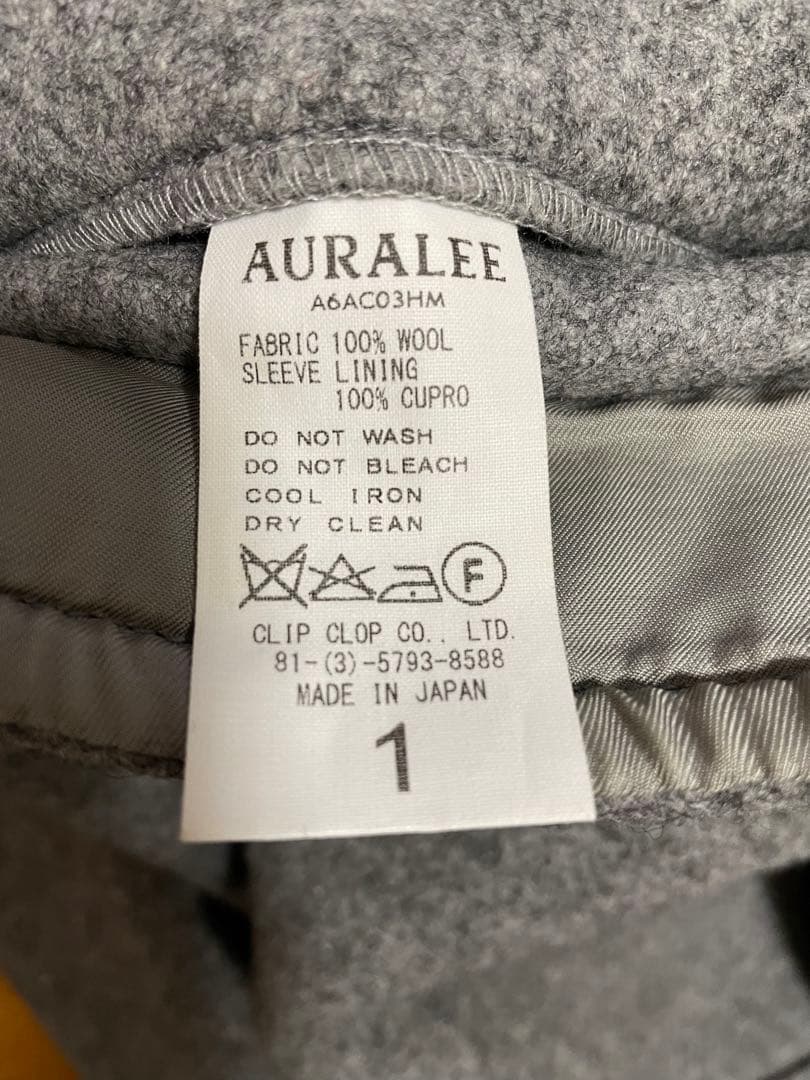 AURALEE
A6AC03HM
FABRIC 100% WOOL
SLEEVE LINING
100% CUPRO
DO NOT WASH
DO NOT BLEACH
COOL IRON
DRY CLEAN
F
CLIP CLOP CO., LTD.
81-(3)-5793-8588
MADE IN JAPAN
1